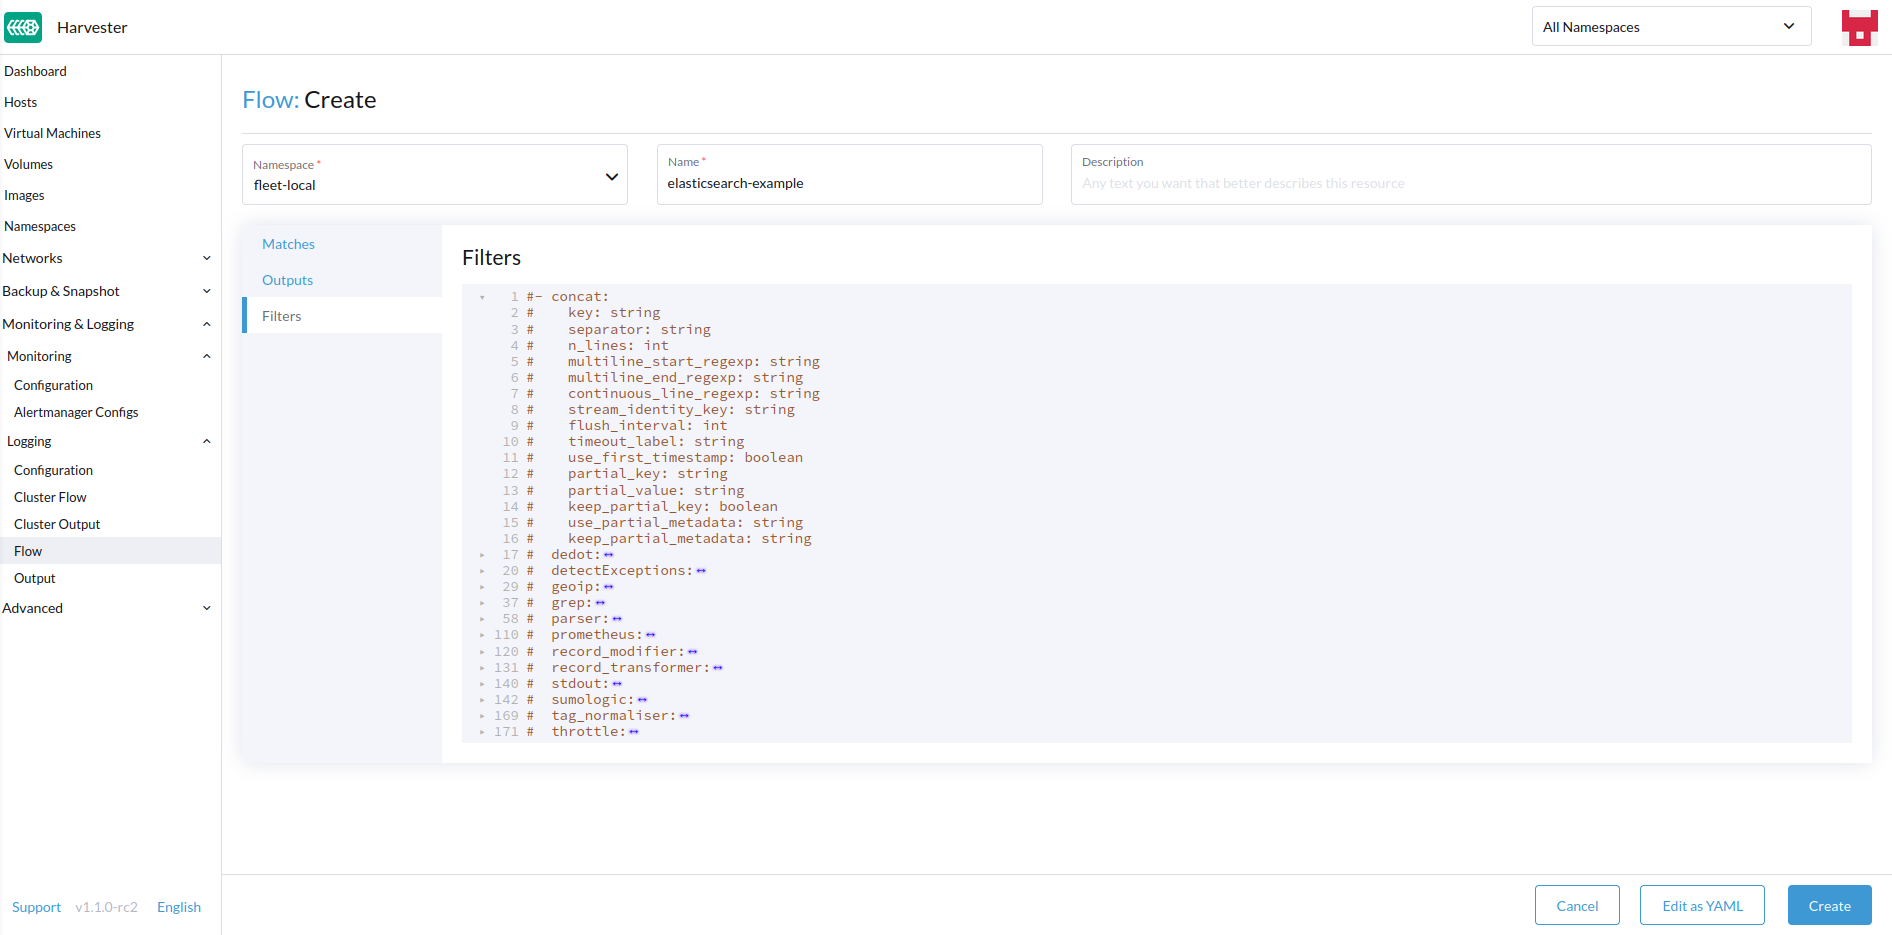 Harvester
All Namespaces
Dashboard
Hosts
Virtual Machines
Volumes
Images
Namespaces
Networks
Backup & Snapshot
Monitoring & Logging
Monitoring
Configuration
Alertmanager Configs
Logging
Configuration
Cluster Flow
Cluster Output
Flow
Output
Advanced
Support v1.1.0-rc2 English
Flow: Create
Namespace *
fleet-local
Name *
elasticsearch-example
Description
Any text you want that better describes this resource
Matches
Outputs
Filters
Filters
1 #- concat:
2 #    key: string
3 #    separator: string
4 #    n_lines: int
5 #    multiline_start_regexp: string
6 #    multiline_end_regexp: string
7 #    continuous_line_regexp: string
8 #    stream_identity_key: string
9 #    flush_interval: int
10 #    timeout_label: string
11 #    use_first_timestamp: boolean
12 #    partial_key: string
13 #    partial_value: string
14 #    keep_partial_key: boolean
15 #    use_partial_metadata: string
16 #    keep_partial_metadata: string
17 #  dedot:↔
20 #  detectExceptions:↔
29 #  geoip:↔
37 #  grep:↔
58 #  parser:↔
110 #  prometheus:↔
120 #  record_modifier:↔
131 #  record_transformer:↔
140 #  stdout:↔
142 #  sumologic:↔
169 #  tag_normaliser:↔
171 #  throttle:↔
Cancel
Edit as YAML
Create